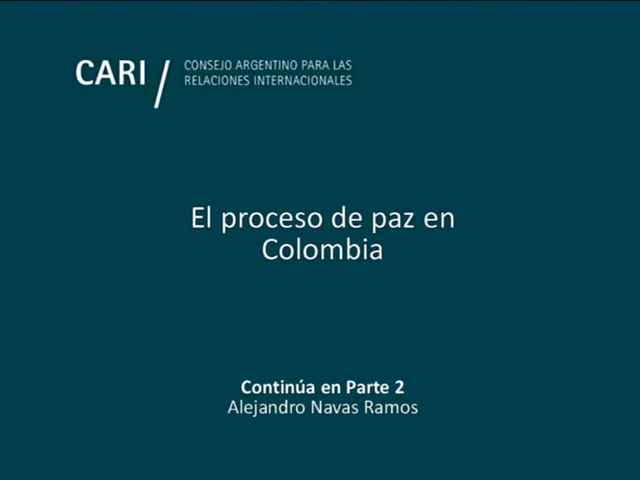 CARI /
CONSEJO ARGENTINO PARA LAS
RELACIONES INTERNACIONALES
El proceso de paz en
Colombia
Continúa en Parte 2
Alejandro Navas Ramos